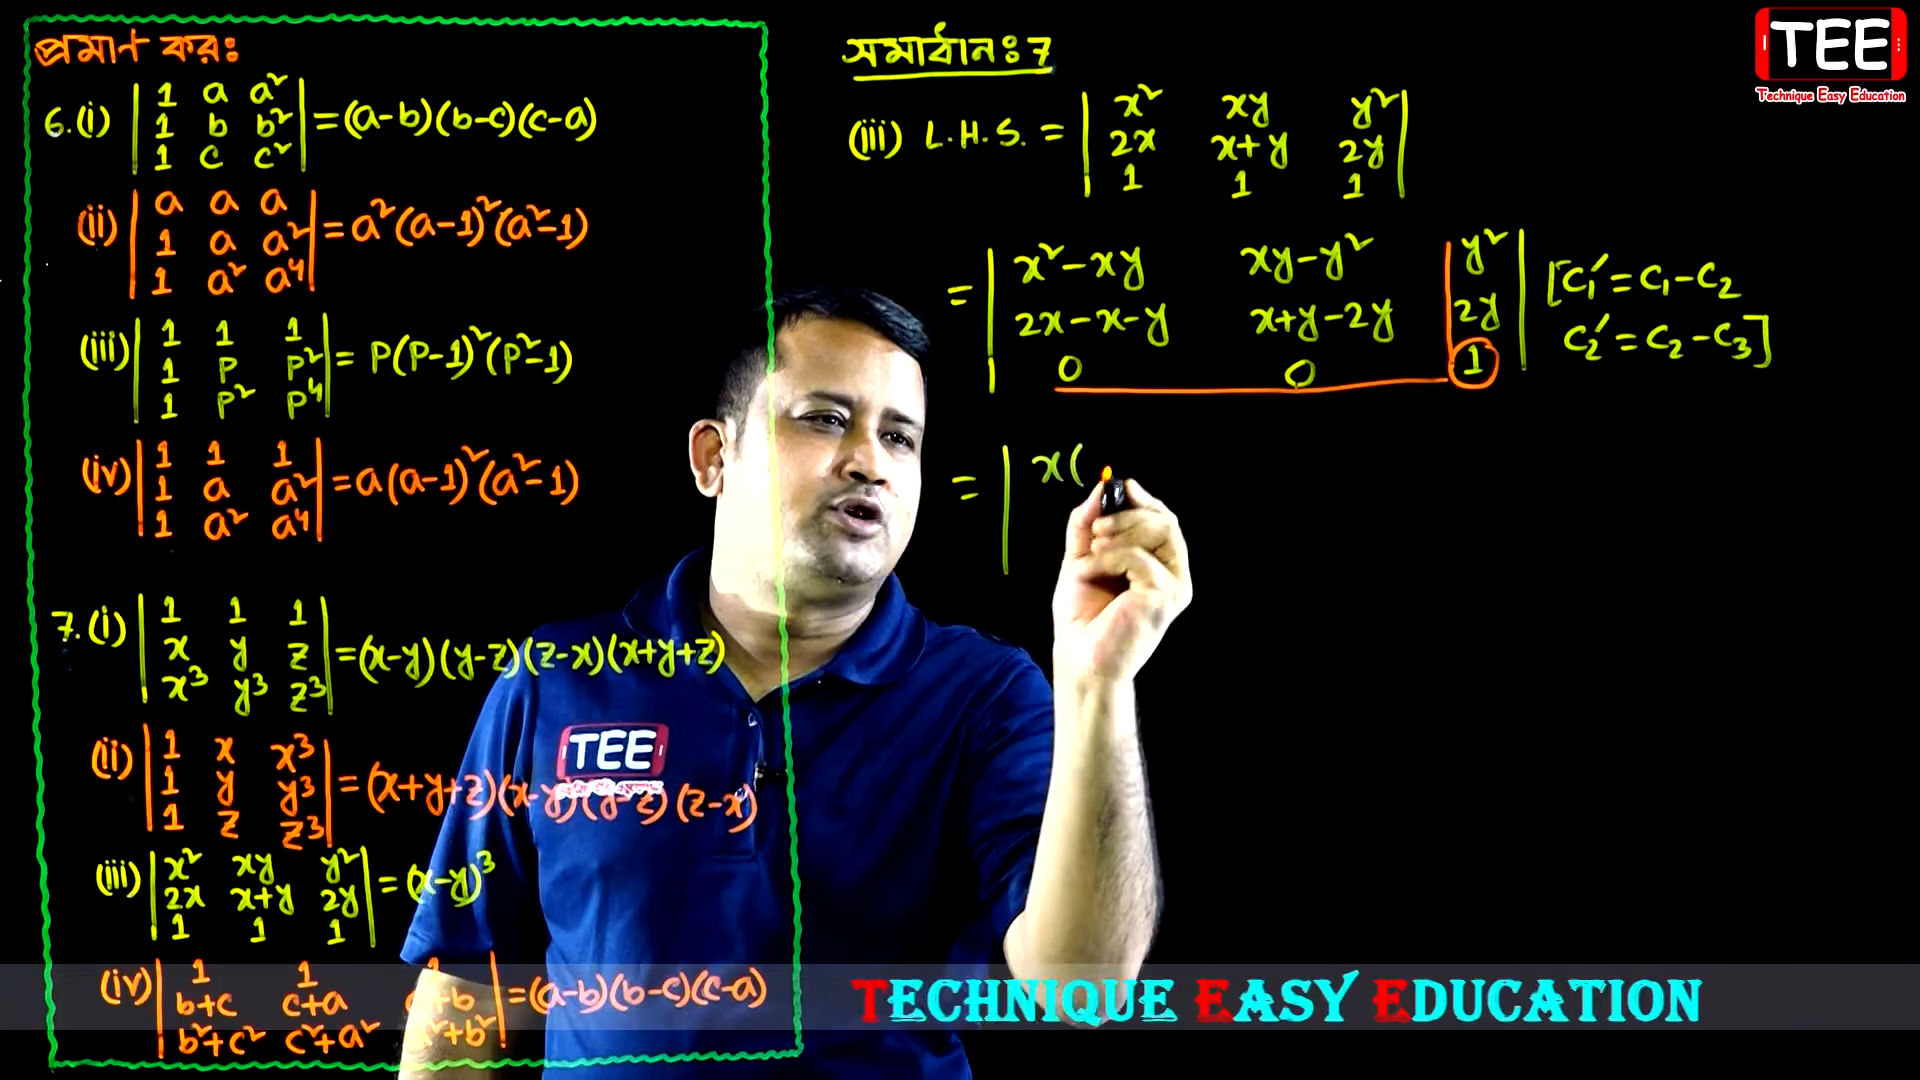 প্রমাণ করঃ
6.(i) | 1 a a² | = (a-b)(b-c)(c-a)
| 1 b b² |
| 1 c c² |
(ii) | a a a | = a²(a-1)²(a²-1)
| 1 a a² |
| 1 a² a⁴ |
(iii) | 1 1 1 | = P(P-1)²(P²-1)
| 1 P P² |
| 1 P² P⁴ |
(iv) | 1 1 1 | = a(a-1)²(a²-1)
| 1 a a² |
| 1 a² a⁴ |
7.(i) | 1 1 1 | = (x-y)(y-z)(z-x)(x+y+z)
| x y z |
| x³ y³ z³ |
(ii) | 1 x x³ | = (x+y+z)(x-y)(y-z)(z-x)
| 1 y y³ |
| 1 z z³ |
(iii) | x² xy y² | = (x-y)³
| 2x x+y 2y |
| 1 1 1 |
(iv) | 1 1 1 | = (a-b)(b-c)(c-a)
| b+c c+a a+b |
| b²+c² c²+a² a²+b² |
সমাধানঃ 7
(iii) L.H.S. = | x² xy y² |
| 2x x+y 2y |
| 1 1 1 |
= | x²-xy xy-y² y² | [C₁′ = C₁-C₂
| 2x-x-y x+y-2y 2y | C₂′ = C₂-C₃]
| 0 0 1 |
= | x(
TEE
Technique Easy Education
TEE
TECHNIQUE EASY EDUCATION